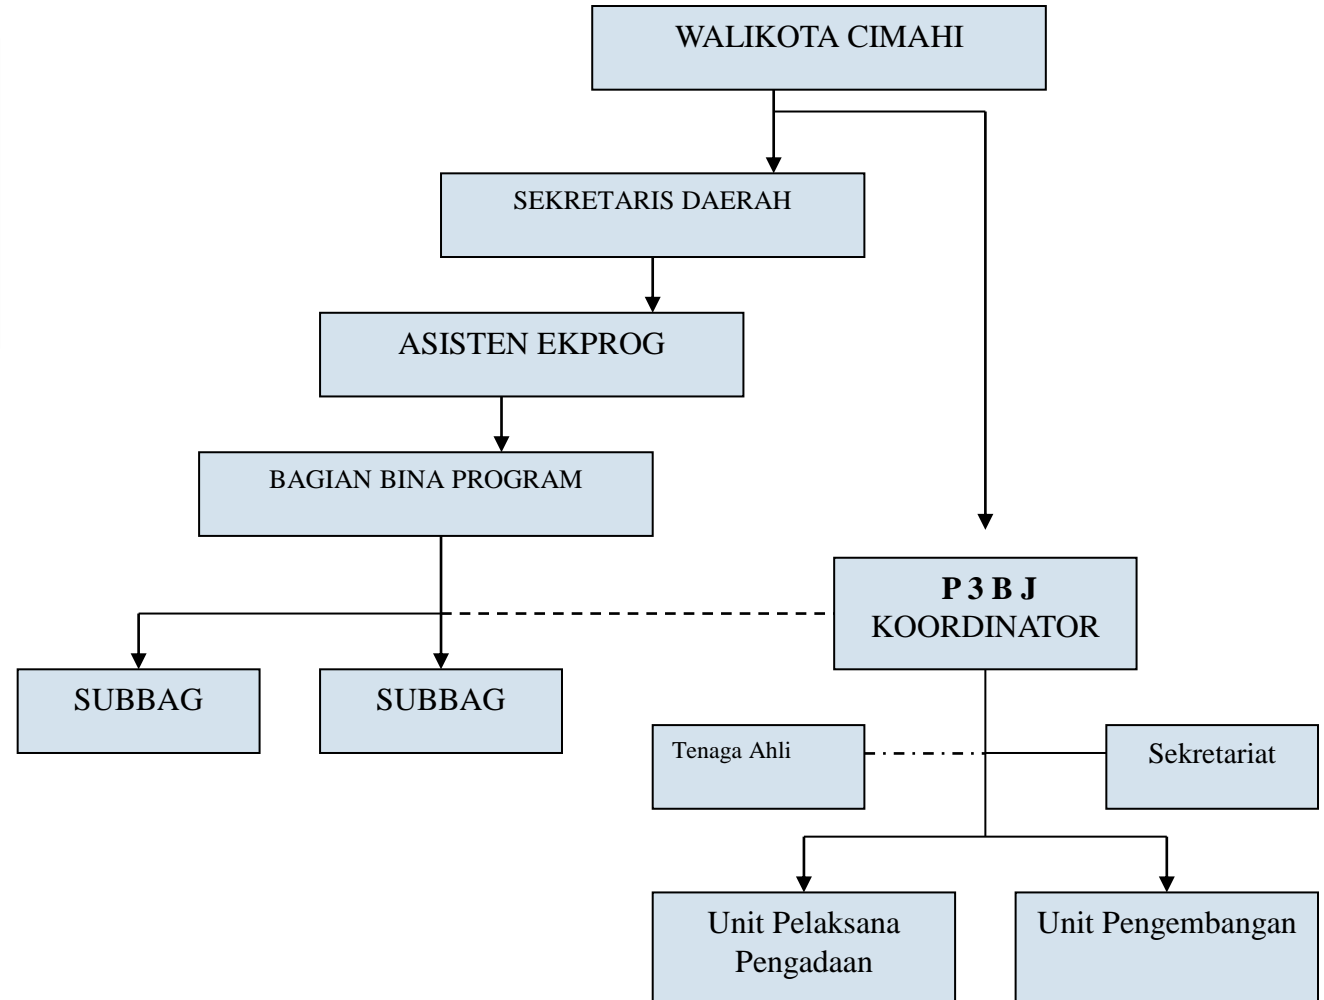 WALIKOTA CIMAHI
SEKRETARIS DAERAH
ASISTEN EKPROG
BAGIAN BINA PROGRAM
P 3 B J
KOORDINATOR
SUBBAG
SUBBAG
Tenaga Ahli
Sekretariat
Unit Pelaksana
Pengadaan
Unit Pengembangan